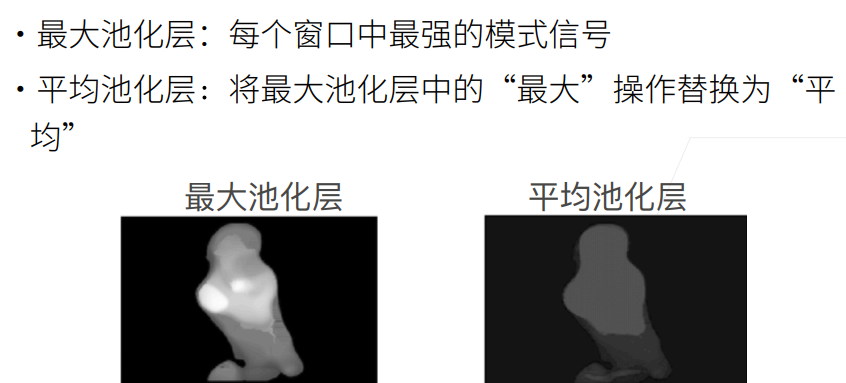 • 最大池化层：每个窗口中最强的模式信号
• 平均池化层：将最大池化层中的“最大”操作替换为“平
均”
最大池化层
平均池化层